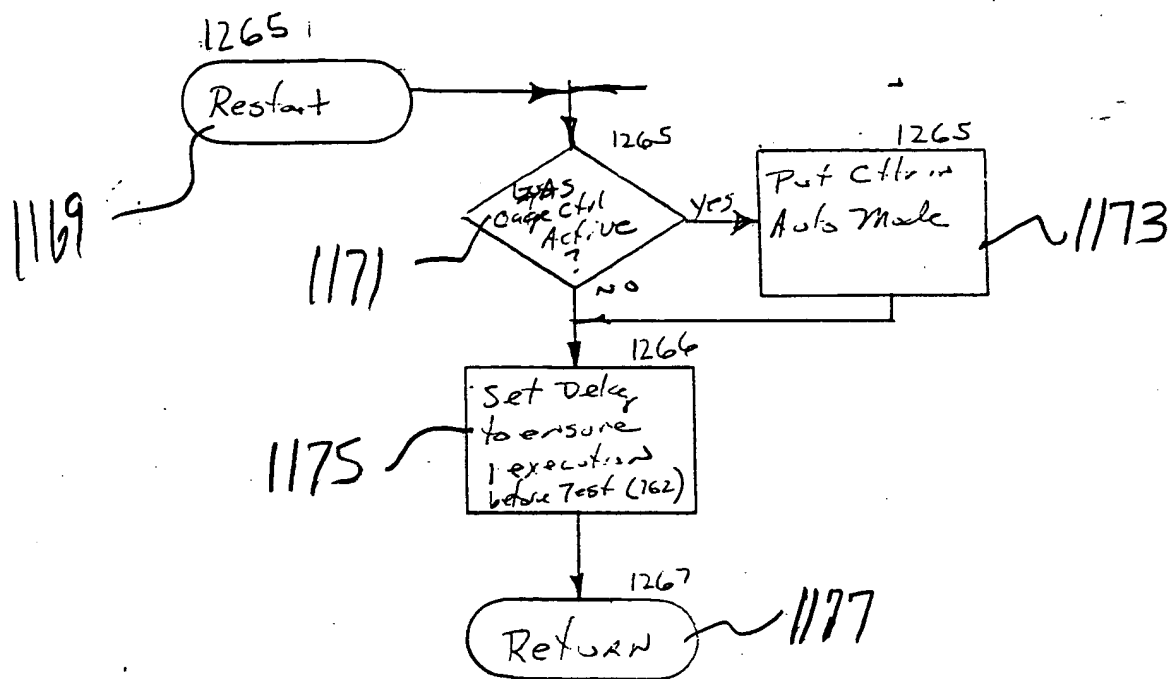 1265
Restart
1169
1265
Gage Ctrl
Active
?
1171
yes
1265
Put Ctlr in
Auto Mode
1173
NO
1266
Set Delay
to ensure
1 execution
before Test (762)
1175
1267
Return
1177